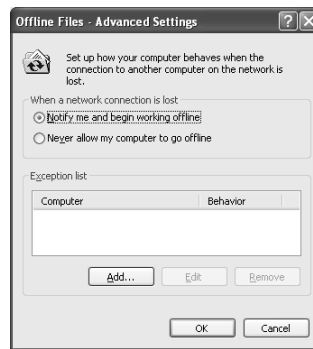 Offline Files - Advanced Settings
Set up how your computer behaves when the
connection to another computer on the network is
lost.
When a network connection is lost
Notify me and begin working offline
Never allow my computer to go offline
Exception list
Computer Behavior
Add... Edit Remove
OK Cancel